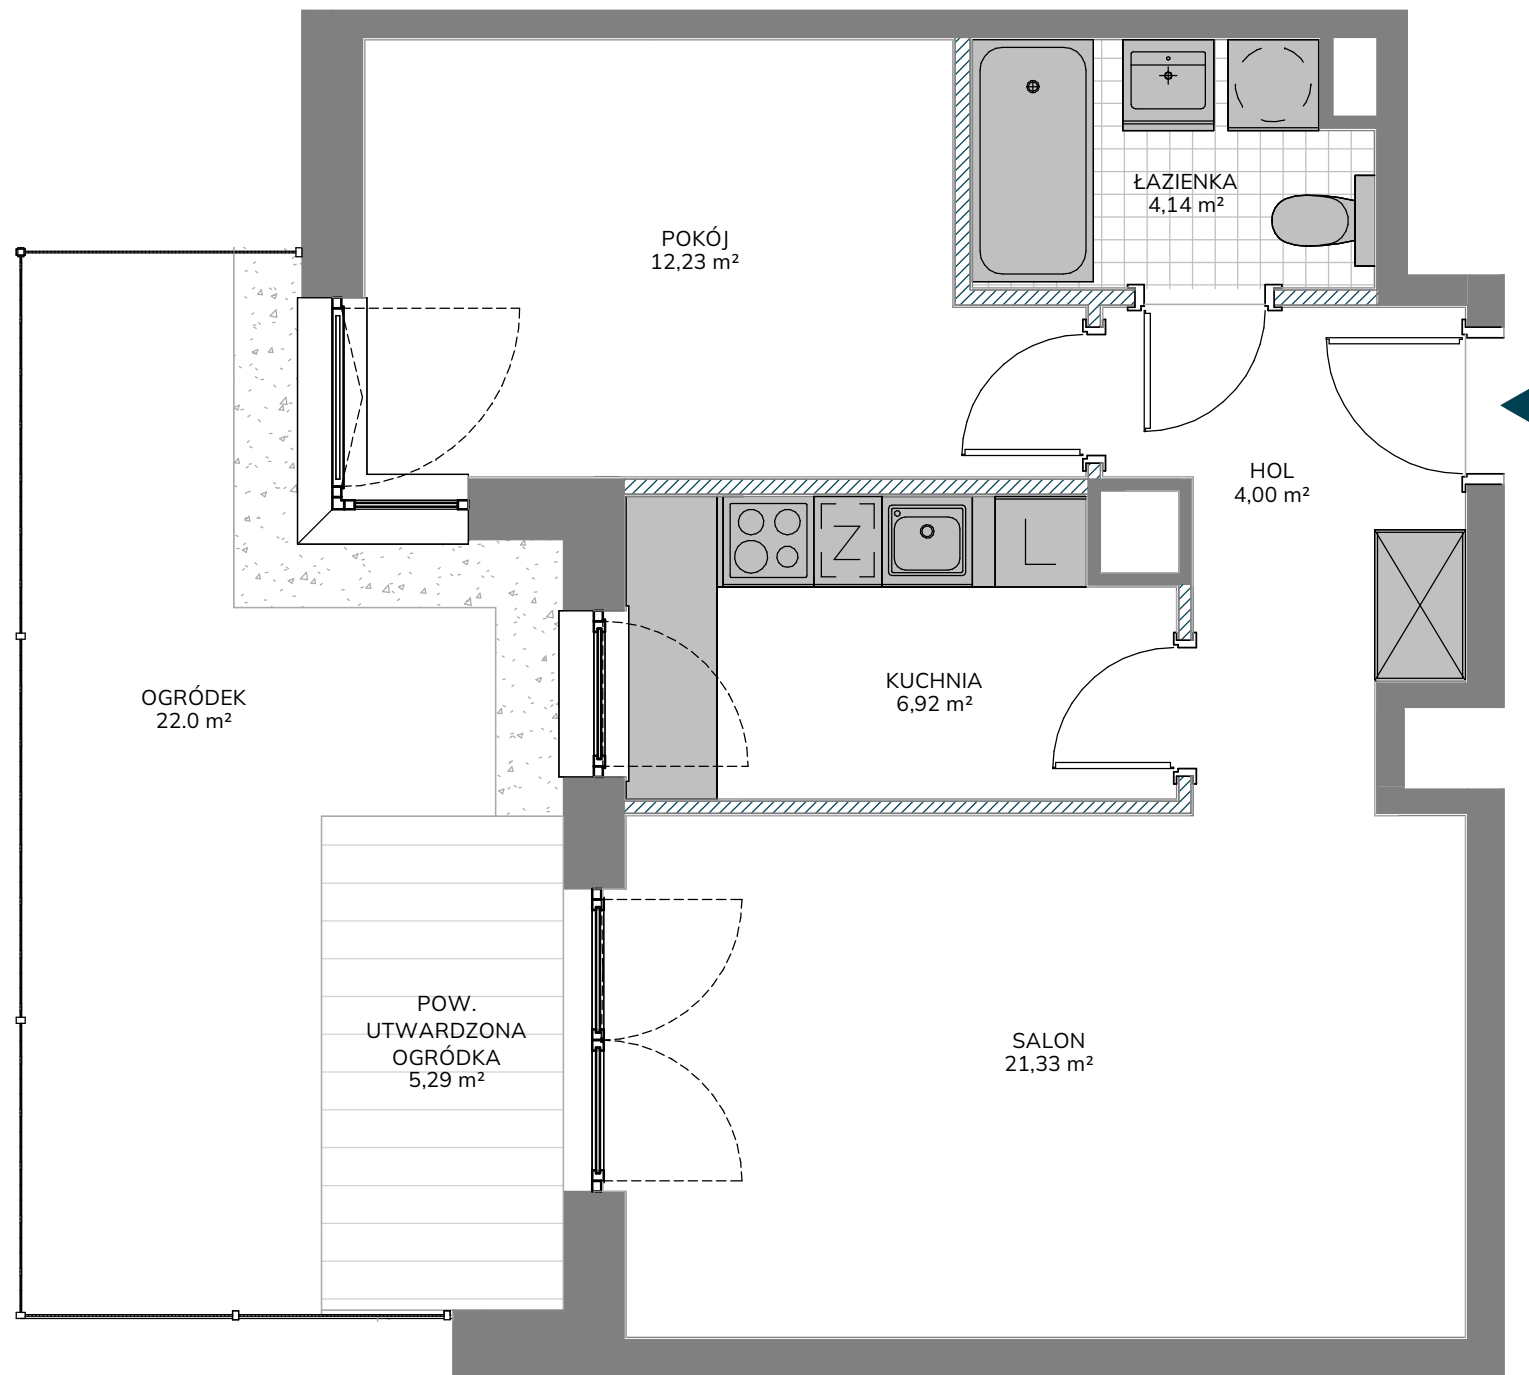 ŁAZIENKA
4,14 m²
POKÓJ
12,23 m²
HOL
4,00 m²
Z
L
KUCHNIA
6,92 m²
OGRÓDEK
22.0 m²
POW.
UTWARDZONA
OGRÓDKA
5,29 m²
SALON
21,33 m²